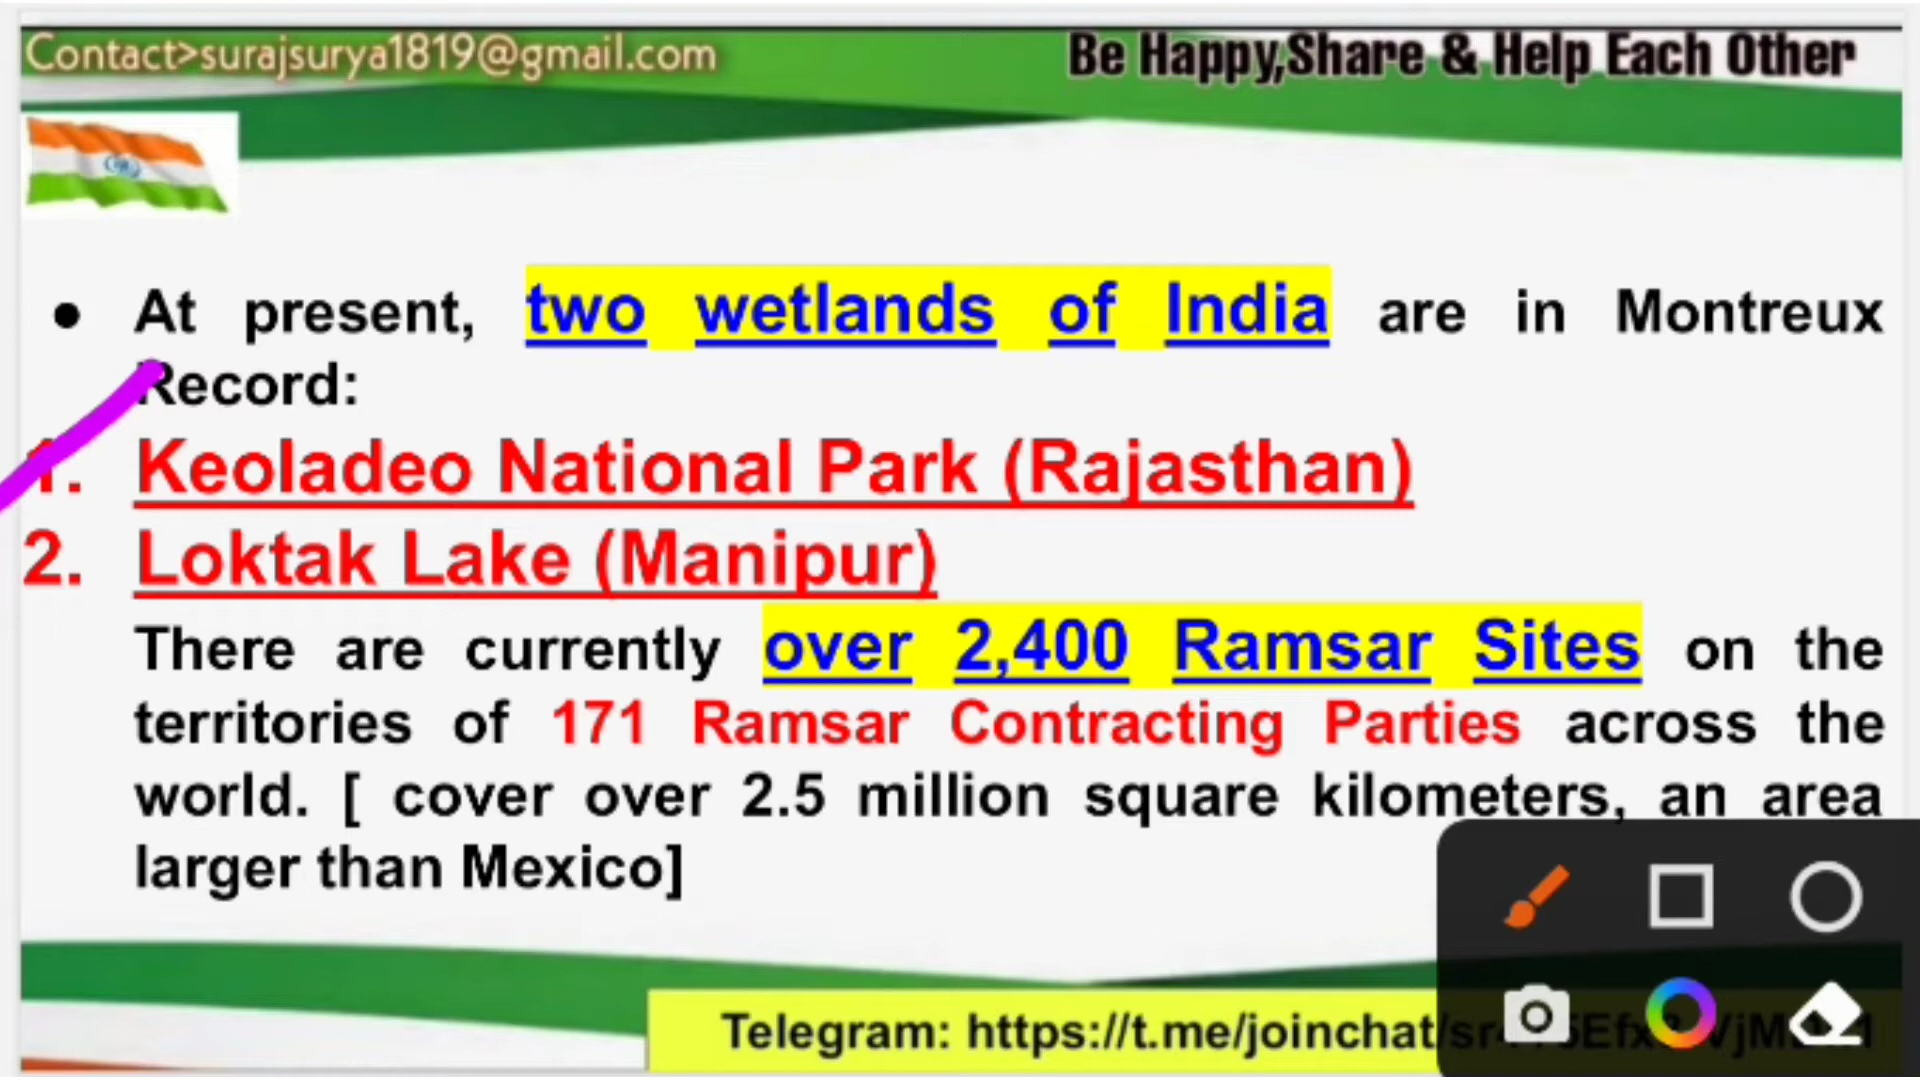 Contact>surajsurya1819@gmail.com
Be Happy,Share & Help Each Other
● At present, two wetlands of India are in Montreux
Record:
1. Keoladeo National Park (Rajasthan)
2. Loktak Lake (Manipur)
There are currently over 2,400 Ramsar Sites on the
territories of 171 Ramsar Contracting Parties across the
world. [ cover over 2.5 million square kilometers, an area
larger than Mexico]
Telegram: https://t.me/joinchat/